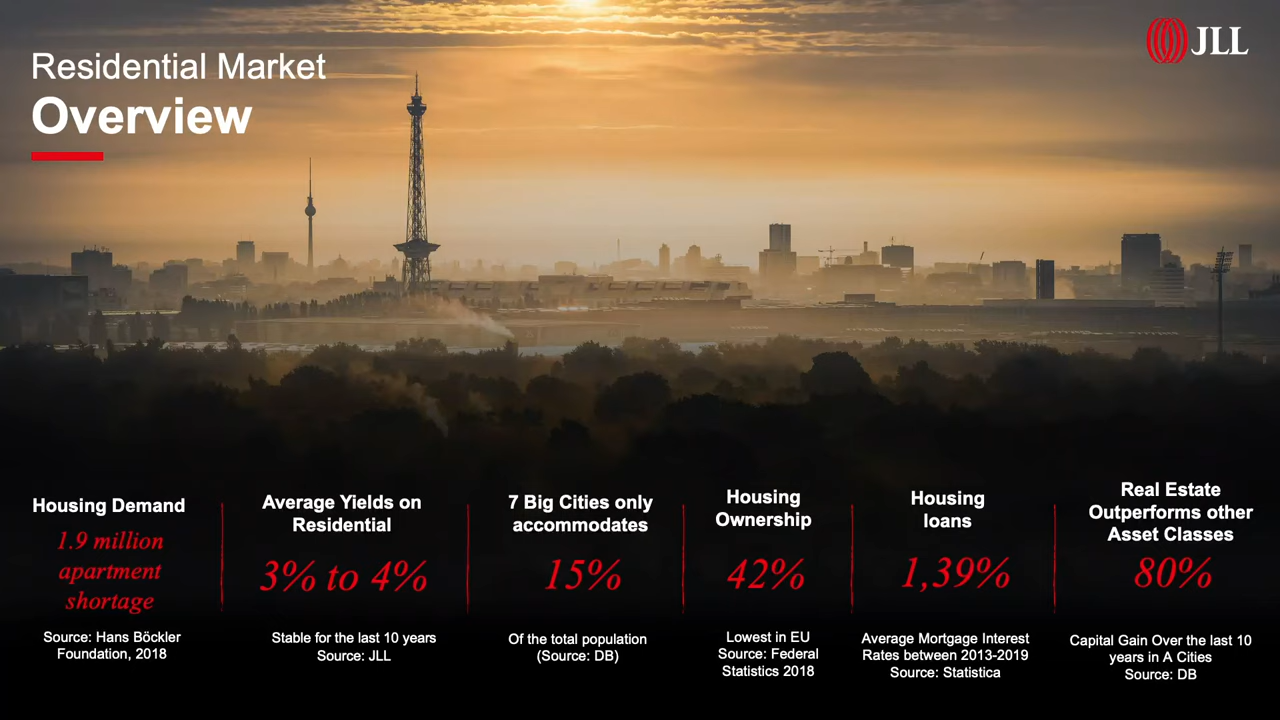 Residential Market
Overview
JLL
Housing Demand
1.9 million
apartment
shortage
Source: Hans Böckler
Foundation, 2018
Average Yields on
Residential
3% to 4%
Stable for the last 10 years
Source: JLL
7 Big Cities only
accommodates
15%
Of the total population
(Source: DB)
Housing
Ownership
42%
Lowest in EU
Source: Federal
Statistics 2018
Housing
loans
1,39%
Average Mortgage Interest
Rates between 2013-2019
Source: Statistica
Real Estate
Outperforms other
Asset Classes
80%
Capital Gain Over the last 10
years in A Cities
Source: DB